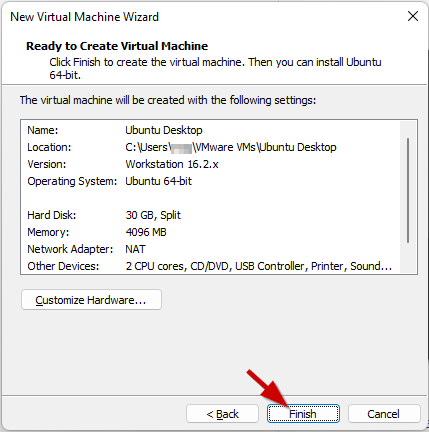 New Virtual Machine Wizard
Ready to Create Virtual Machine
Click Finish to create the virtual machine. Then you can install Ubuntu
64-bit.
The virtual machine will be created with the following settings:
Name: Ubuntu Desktop
Location: C:\Users\ \VMware VMs\Ubuntu Desktop
Version: Workstation 16.2.x
Operating System: Ubuntu 64-bit
Hard Disk: 30 GB, Split
Memory: 4096 MB
Network Adapter: NAT
Other Devices: 2 CPU cores, CD/DVD, USB Controller, Printer, Sound...
Customize Hardware...
< Back Finish Cancel